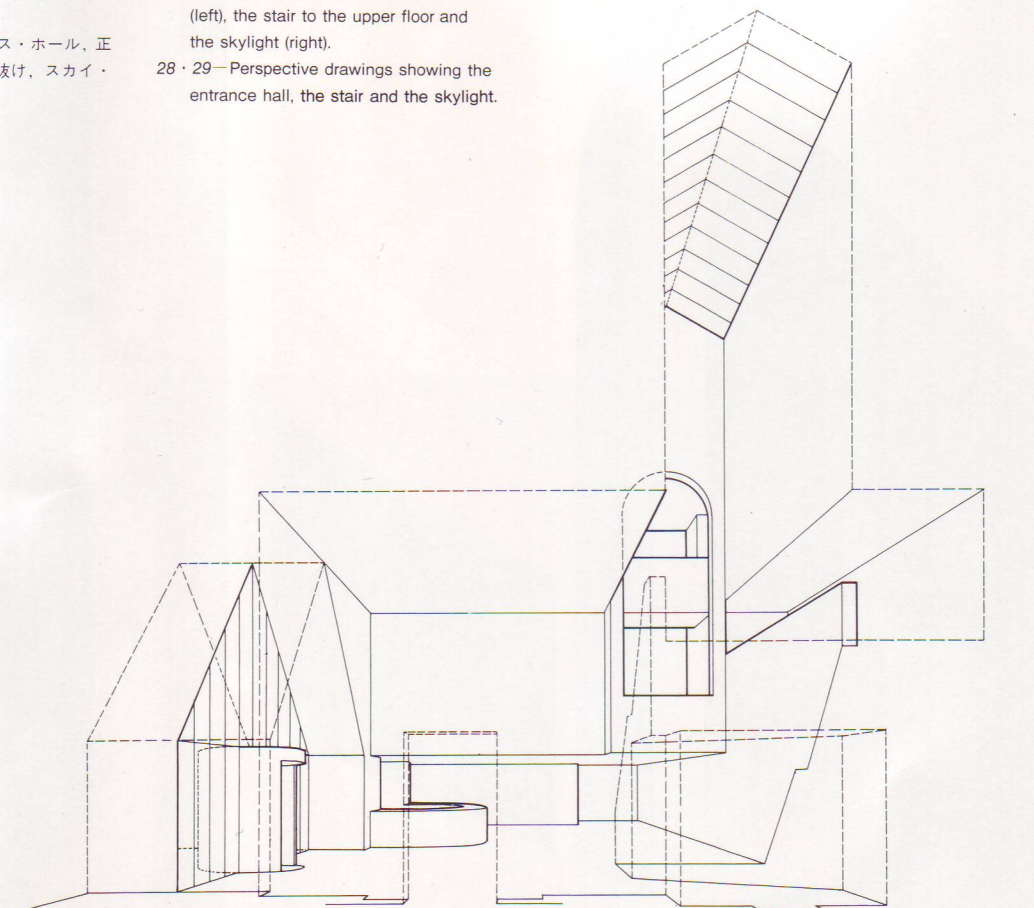 ス・ホール,正
抜け,スカイ・
(left), the stair to the upper floor and
the skylight (right).
28・29—Perspective drawings showing the
entrance hall, the stair and the skylight.